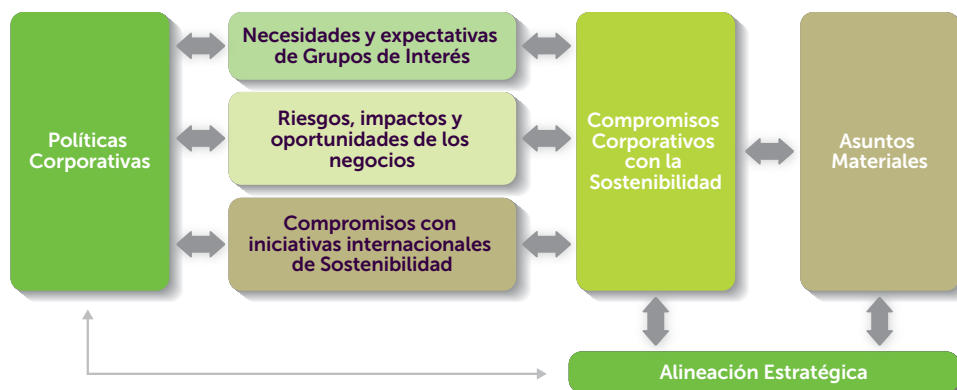 Políticas
Corporativas
Necesidades y expectativas
de Grupos de Interés
Riesgos, impactos y
oportunidades de los
negocios
Compromisos con
iniciativas internacionales
de Sostenibilidad
Compromisos
Corporativos
con la
Sostenibilidad
Asuntos
Materiales
Alineación Estratégica